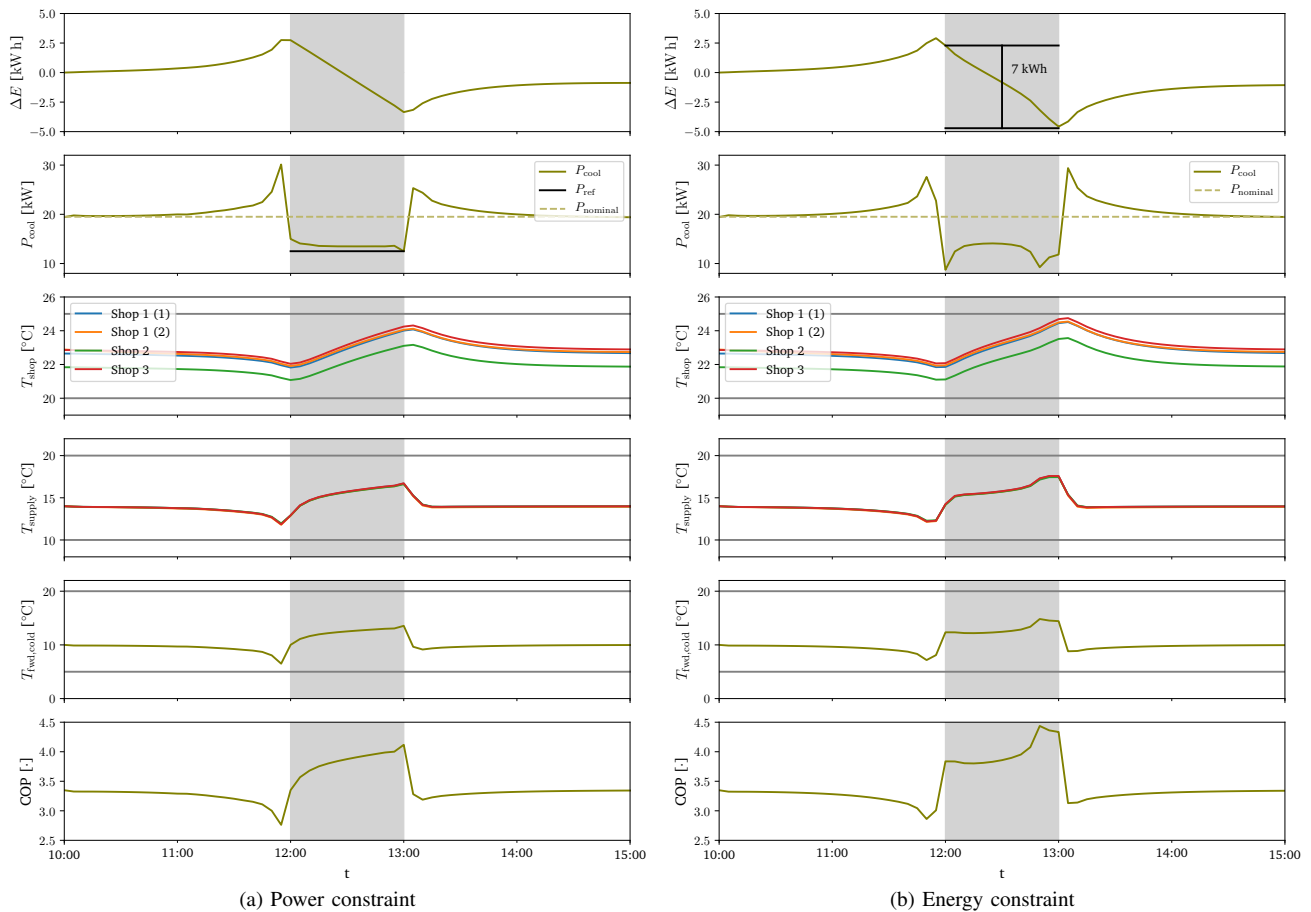 5.0
2.5
0.0
−2.5
−5.0
ΔE [kW h]
30
20
10
P_cool [kW]
P_cool
P_ref
P_nominal
26
24
22
20
T_shop [°C]
Shop 1 (1)
Shop 1 (2)
Shop 2
Shop 3
20
15
10
T_supply [°C]
20
10
0
T_fwd,cold [°C]
4.5
4.0
3.5
3.0
2.5
COP [·]
10:00 11:00 12:00 13:00 14:00 15:00
t
(a) Power constraint
5.0
2.5
0.0
−2.5
−5.0
ΔE [kW h]
7 kWh
30
20
10
P_cool [kW]
P_cool
P_nominal
26
24
22
20
T_shop [°C]
Shop 1 (1)
Shop 1 (2)
Shop 2
Shop 3
20
15
10
T_supply [°C]
20
10
0
T_fwd,cold [°C]
4.5
4.0
3.5
3.0
2.5
COP [·]
10:00 11:00 12:00 13:00 14:00 15:00
t
(b) Energy constraint